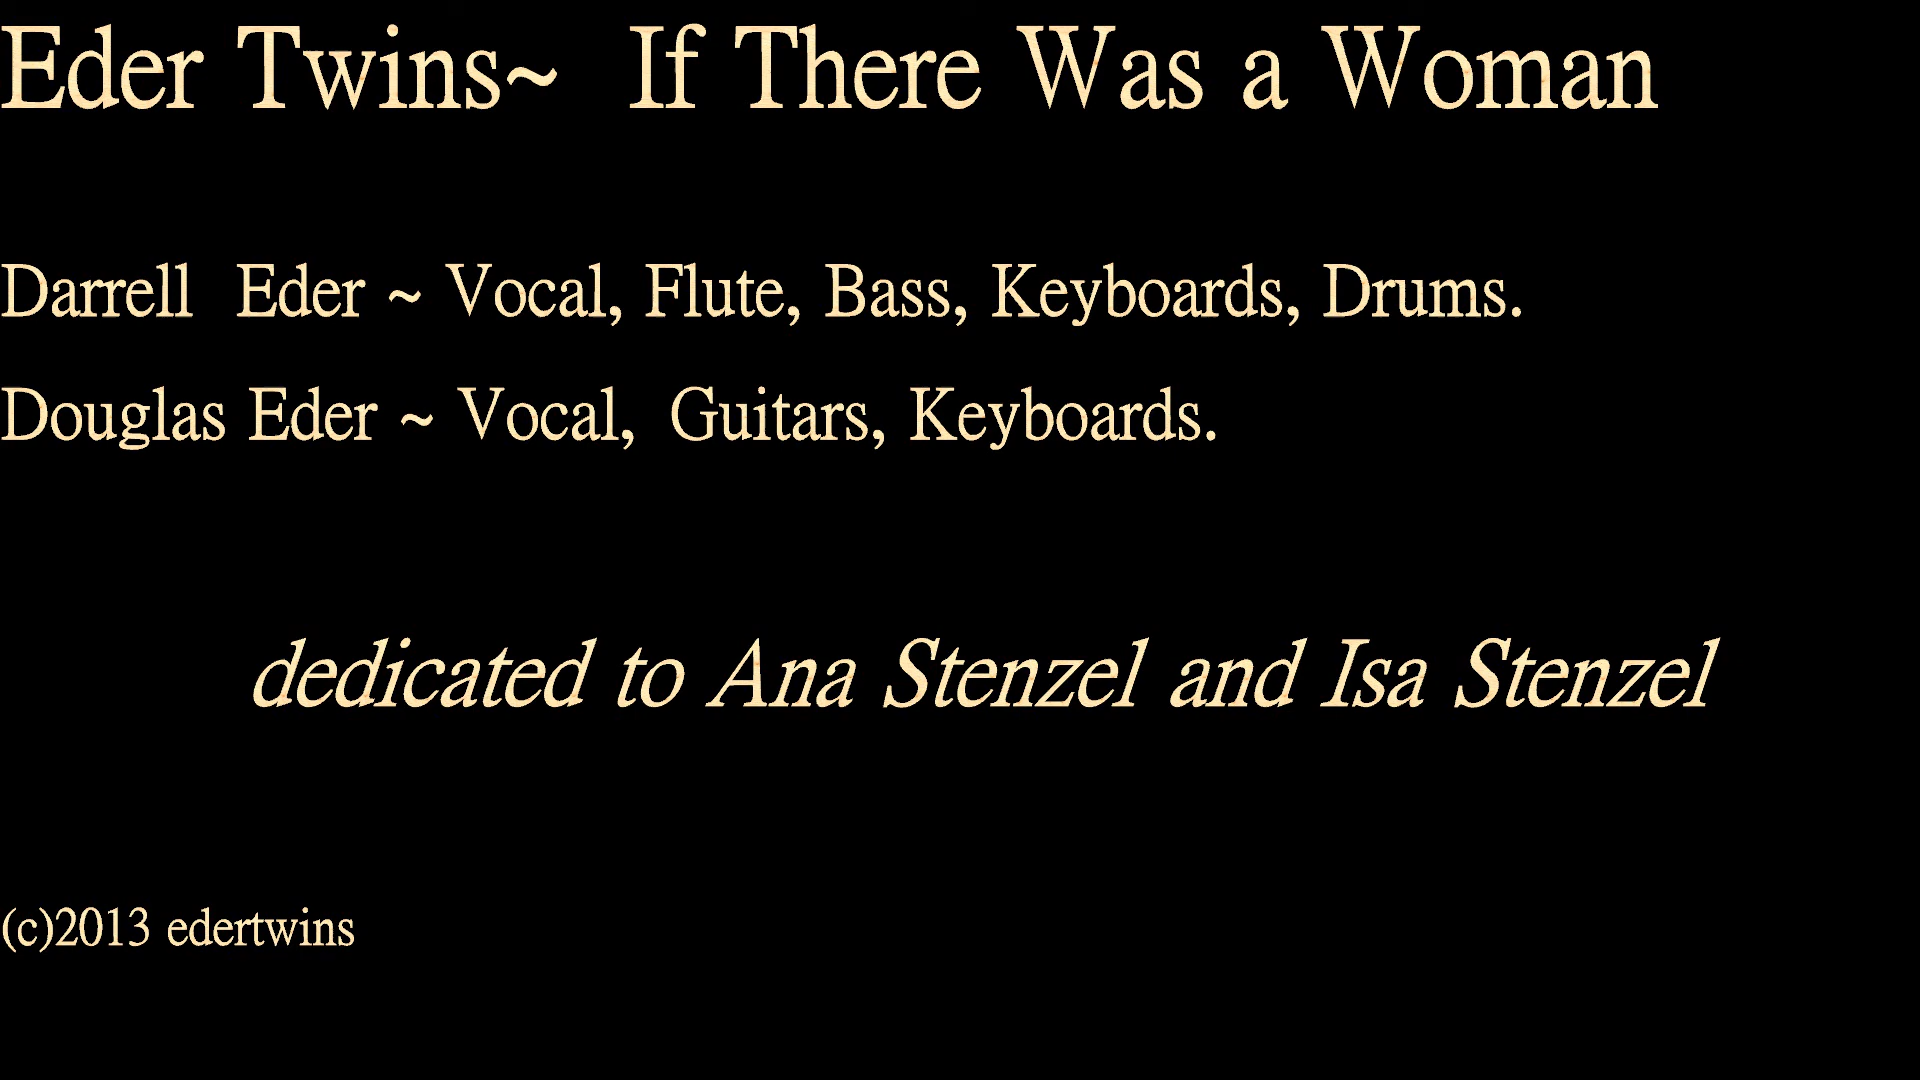 Eder Twins~ If There Was a Woman
Darrell Eder ~ Vocal, Flute, Bass, Keyboards, Drums.
Douglas Eder ~ Vocal, Guitars, Keyboards.
dedicated to Ana Stenzel and Isa Stenzel
(c)2013 edertwins